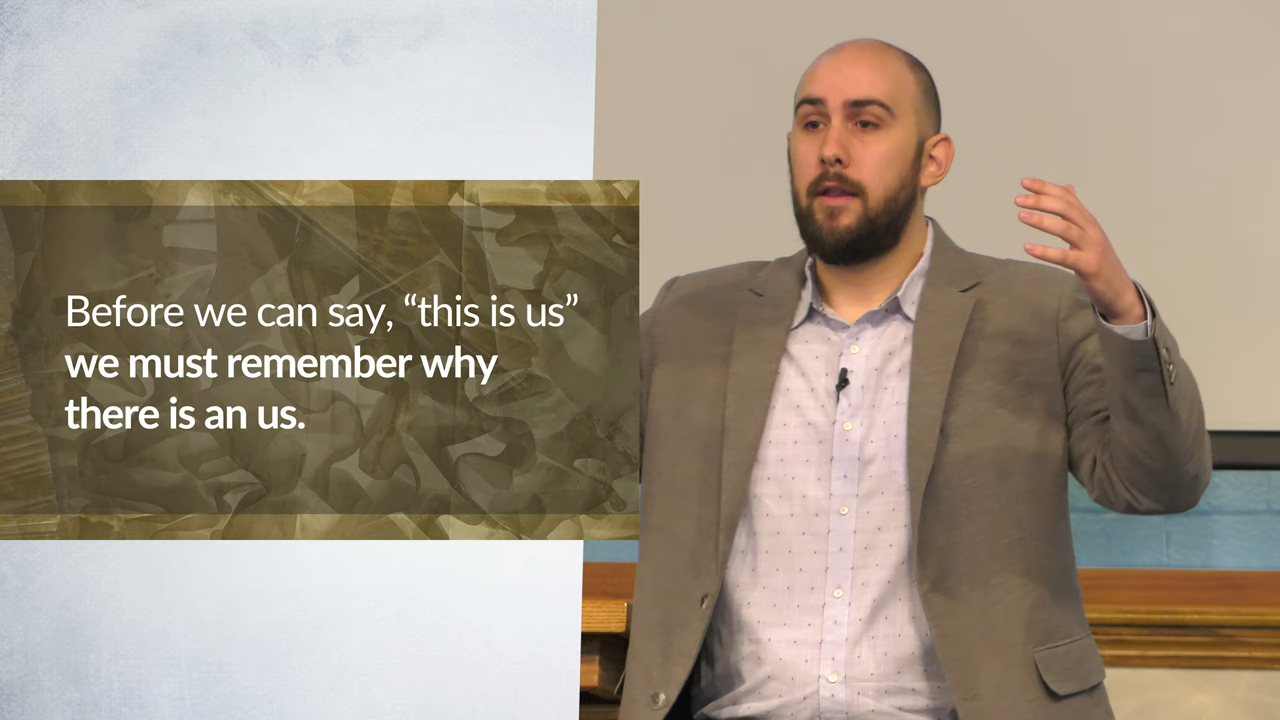 Before we can say, “this is us”
we must remember why
there is an us.